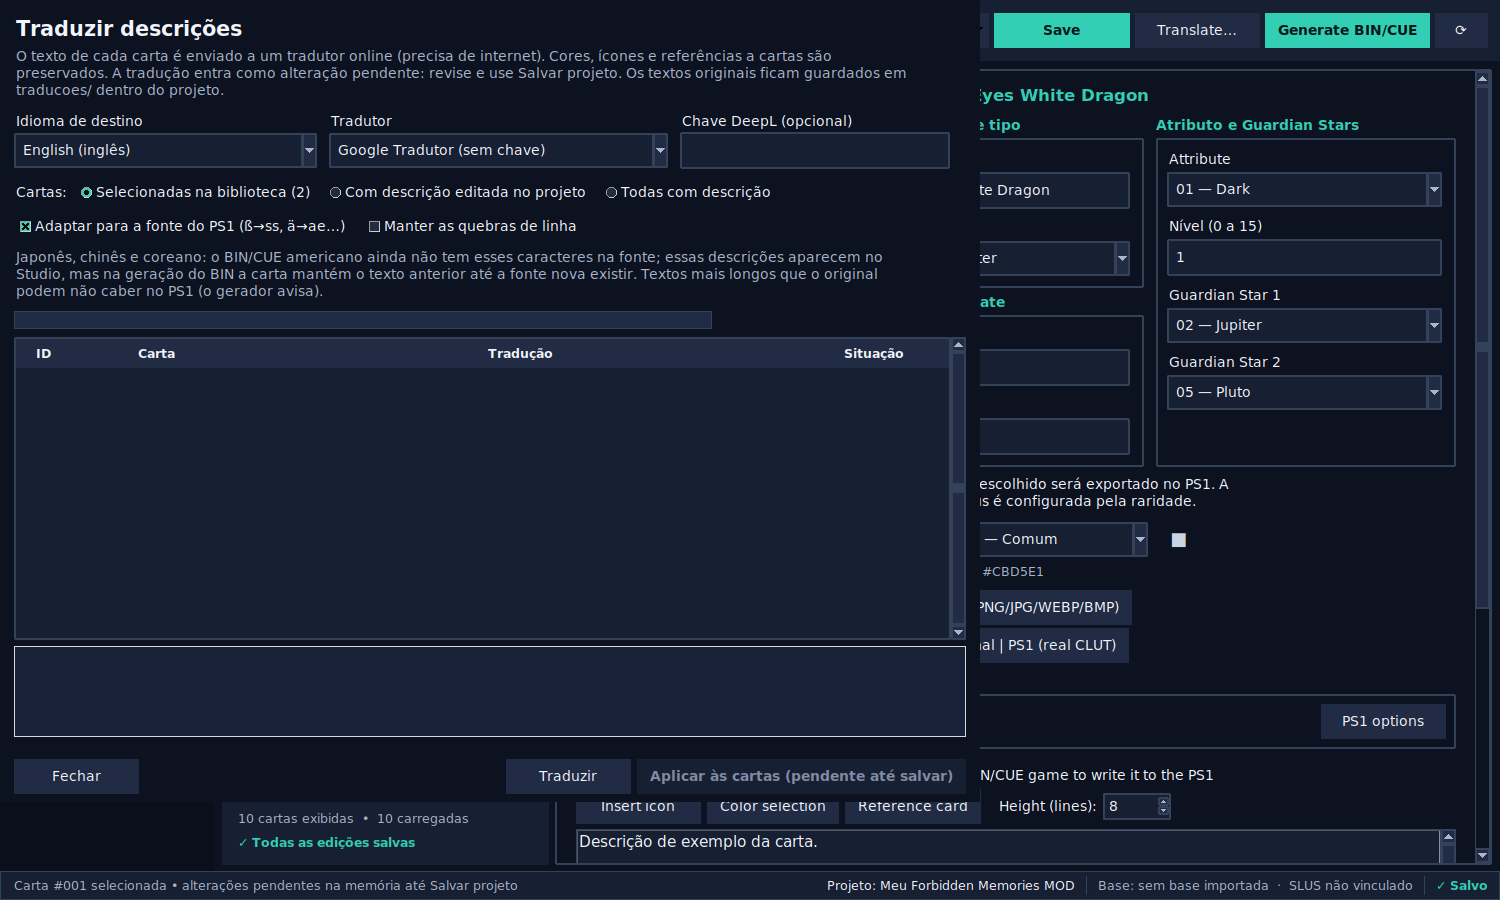 Traduzir descrições
O texto de cada carta é enviado a um tradutor online (precisa de internet). Cores, ícones e referências a cartas são
preservados. A tradução entra como alteração pendente: revise e use Salvar projeto. Os textos originais ficam guardados em
traducoes/ dentro do projeto.
Idioma de destino
Tradutor
Chave DeepL (opcional)
English (inglês)
Google Tradutor (sem chave)
Cartas:
Selecionadas na biblioteca (2)
Com descrição editada no projeto
Todas com descrição
Adaptar para a fonte do PS1 (ß→ss, ä→ae...)
Manter as quebras de linha
Japonês, chinês e coreano: o BIN/CUE americano ainda não tem esses caracteres na fonte; essas descrições aparecem no
Studio, mas na geração do BIN a carta mantém o texto anterior até a fonte nova existir. Textos mais longos que o original
podem não caber no PS1 (o gerador avisa).
ID
Carta
Tradução
Situação
Fechar
Traduzir
Aplicar às cartas (pendente até salvar)
Save
Translate...
Generate BIN/CUE
⟳
Eyes White Dragon
e tipo
Atributo e Guardian Stars
Attribute
te Dragon
01 — Dark
Nível (0 a 15)
1
ter
Guardian Star 1
ate
02 — Jupiter
Guardian Star 2
05 — Pluto
escolhido será exportado no PS1. A
us é configurada pela raridade.
— Comum
#CBD5E1
PNG/JPG/WEBP/BMP)
al | PS1 (real CLUT)
PS1 options
N/CUE game to write it to the PS1
Insert icon
Color selection
Reference card
Height (lines):
8
10 cartas exibidas • 10 carregadas
✓ Todas as edições salvas
Descrição de exemplo da carta.
Carta #001 selecionada • alterações pendentes na memória até Salvar projeto
Projeto: Meu Forbidden Memories MOD
Base: sem base importada · SLUS não vinculado
✓ Salvo